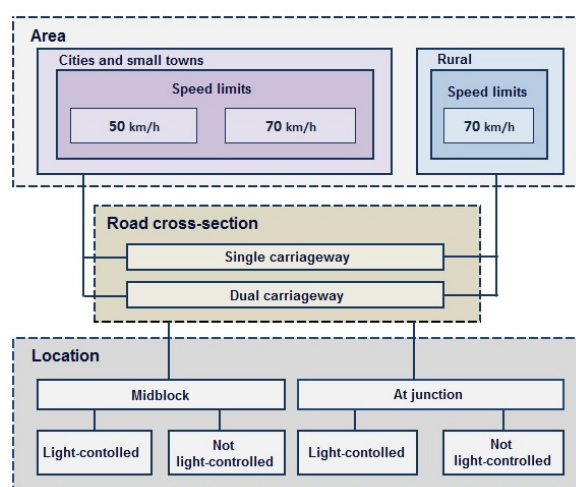 Area
Cities and small towns
Speed limits
50 km/h
70 km/h
Rural
Speed limits
70 km/h
Road cross-section
Single carriageway
Dual carriageway
Location
Midblock
At junction
Light-contolled
Not
light-controlled
Light-contolled
Not
light-controlled